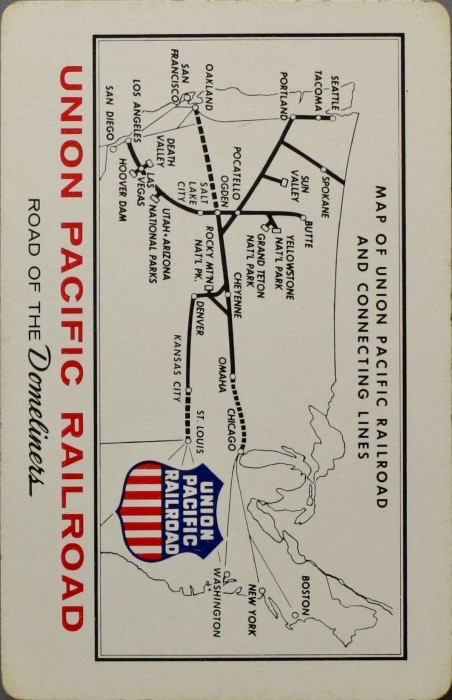 MAP OF UNION PACIFIC RAILROAD
AND CONNECTING LINES
SEATTLE
TACOMA
PORTLAND
SPOKANE
BUTTE
SUN
VALLEY
YELLOWSTONE
NAT'L PARK
GRAND TETON
NAT'L PARK
POCATELLO
OGDEN
SALT
LAKE
CITY
OAKLAND
SAN
FRANCISCO
DEATH
VALLEY
LOS ANGELES
LAS
VEGAS
SAN DIEGO
HOOVER DAM
UTAH-ARIZONA
NATIONAL PARKS
ROCKY MT'N
NAT'L PK.
CHEYENNE
DENVER
OMAHA
CHICAGO
KANSAS CITY
ST. LOUIS
BOSTON
NEW YORK
WASHINGTON
UNION
PACIFIC
RAILROAD
UNION PACIFIC RAILROAD
ROAD OF THE Domeliners